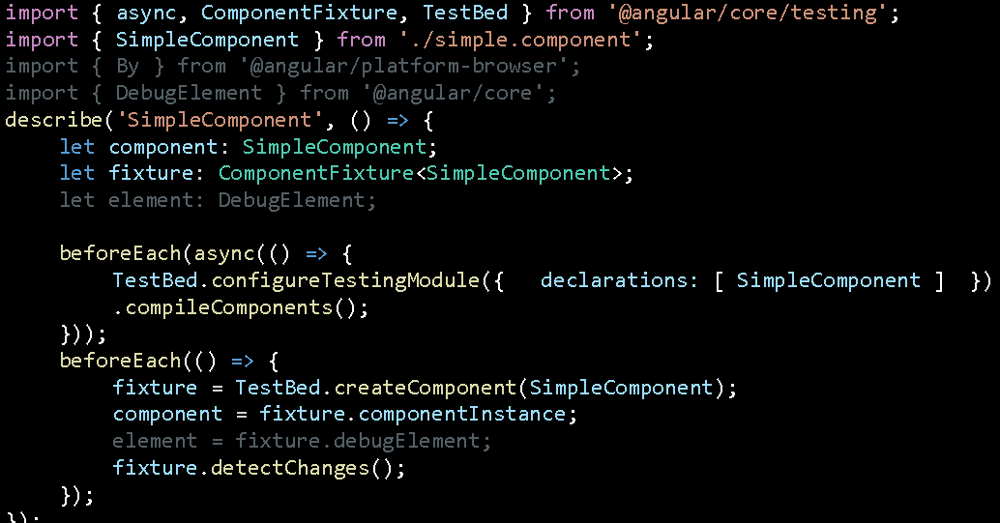 import { async, ComponentFixture, TestBed } from '@angular/core/testing';
import { SimpleComponent } from './simple.component';
import { By } from '@angular/platform-browser';
import { DebugElement } from '@angular/core';
describe('SimpleComponent', () => {
    let component: SimpleComponent;
    let fixture: ComponentFixture<SimpleComponent>;
    let element: DebugElement;

    beforeEach(async(() => {
        TestBed.configureTestingModule({   declarations: [ SimpleComponent ]  })
        .compileComponents();
    }));
    beforeEach(() => {
        fixture = TestBed.createComponent(SimpleComponent);
        component = fixture.componentInstance;
        element = fixture.debugElement;
        fixture.detectChanges();
    });
});